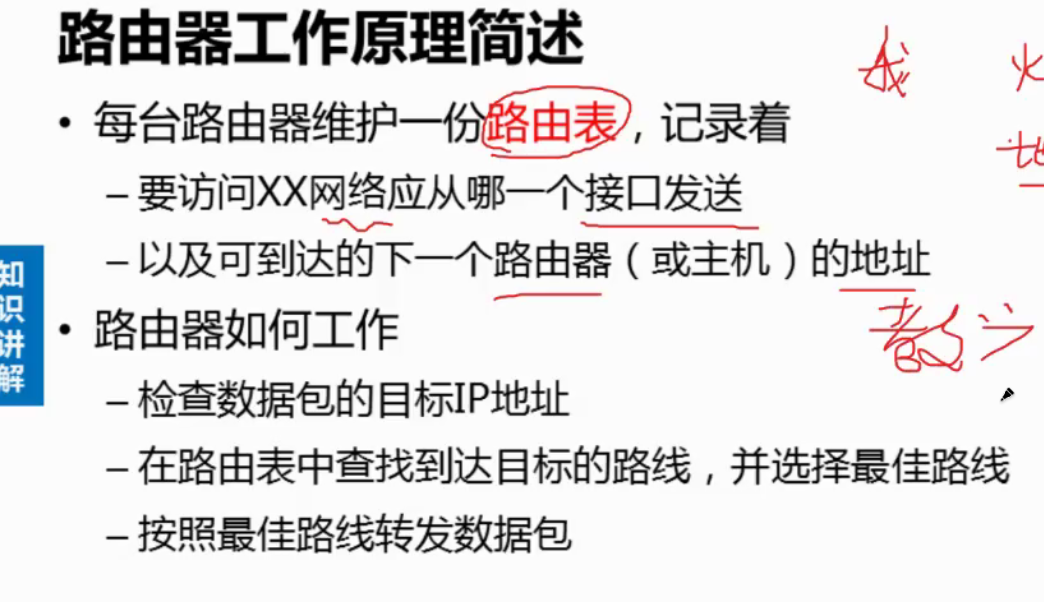 路由器工作原理简述
我
• 每台路由器维护一份路由表，记录着
– 要访问XX网络应从哪一个接口发送
– 以及可到达的下一个路由器（或主机）的地址
• 路由器如何工作
– 检查数据包的目标IP地址
– 在路由表中查找到达目标的路线，并选择最佳路线
– 按照最佳路线转发数据包
知识讲解